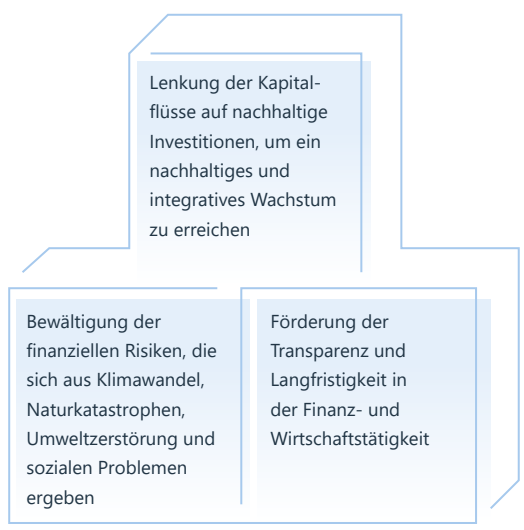 Lenkung der Kapital-
flüsse auf nachhaltige
Investitionen, um ein
nachhaltiges und
integratives Wachstum
zu erreichen
Bewältigung der
finanziellen Risiken, die
sich aus Klimawandel,
Naturkatastrophen,
Umweltzerstörung und
sozialen Problemen
ergeben
Förderung der
Transparenz und
Langfristigkeit in
der Finanz- und
Wirtschaftstätigkeit